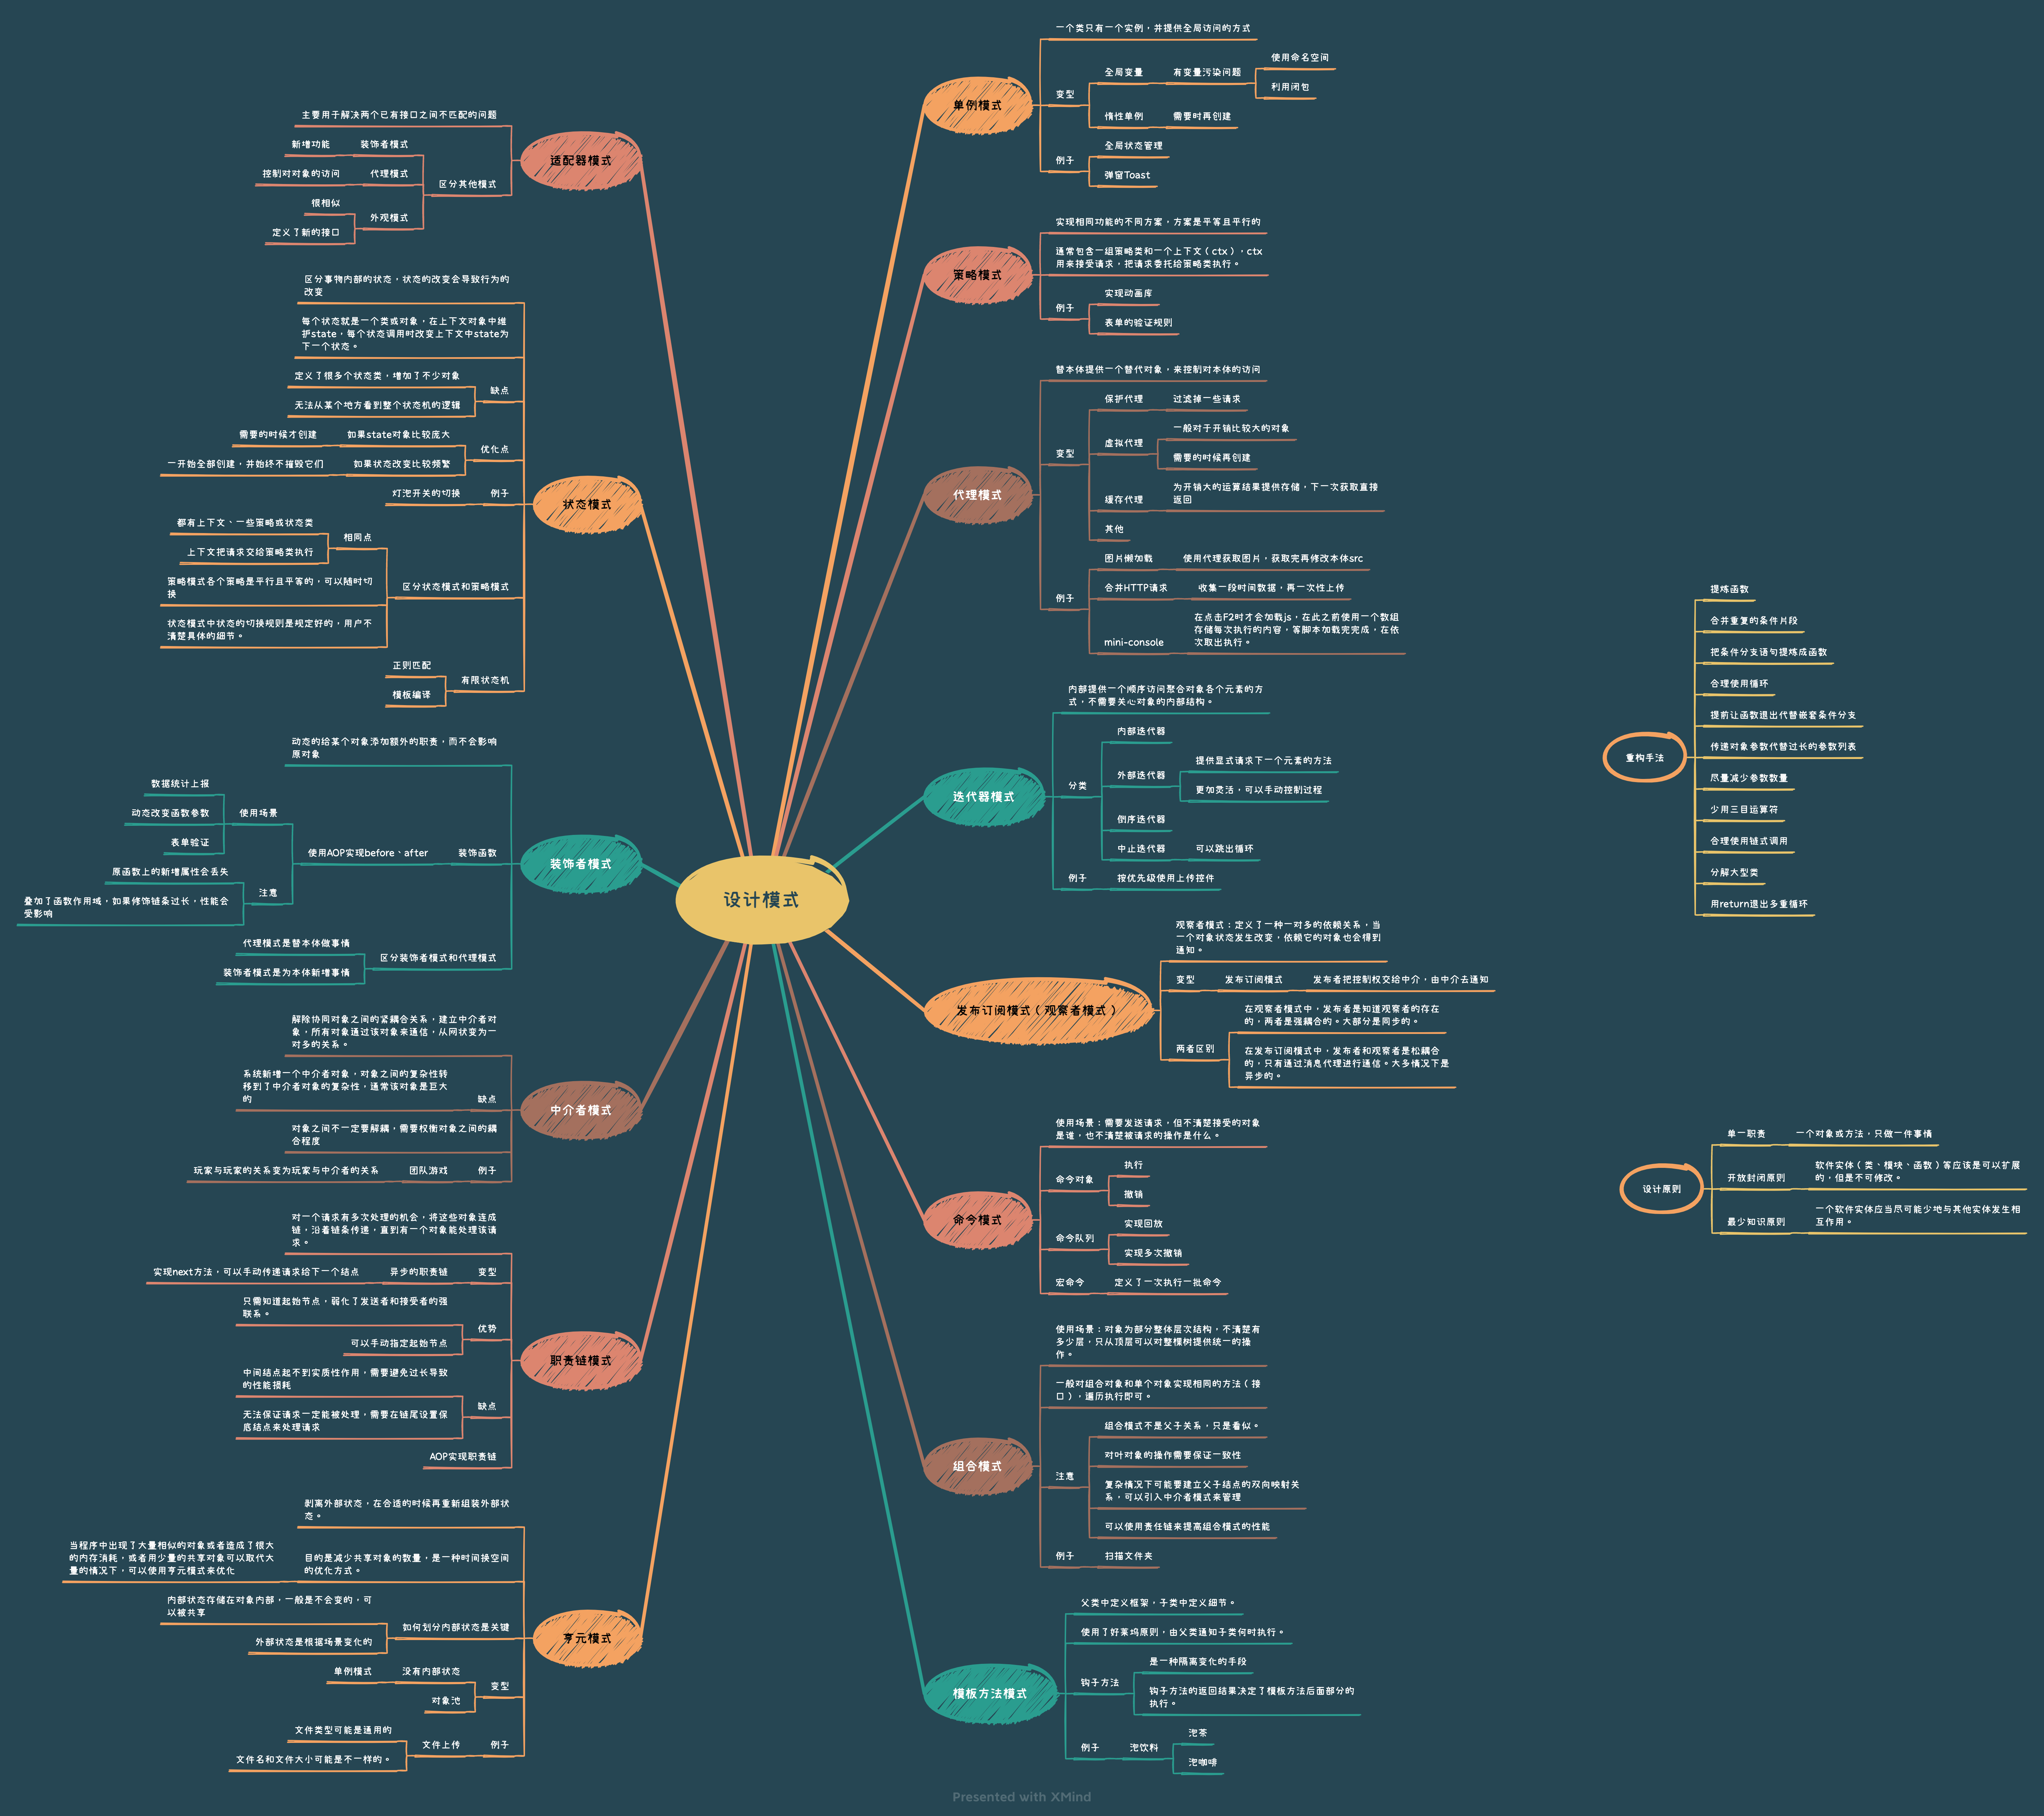 设计模式
单例模式
一个类只有一个实例，并提供全局访问的方式
变型
全局变量
有变量污染问题
使用命名空间
利用闭包
惰性单例
需要时再创建
例子
全局状态管理
弹窗Toast
策略模式
实现相同功能的不同方案，方案是平等且平行的
通常包含一组策略类和一个上下文（ctx），ctx
用来接受请求，把请求委托给策略类执行。
例子
实现动画库
表单的验证规则
代理模式
替本体提供一个替代对象，来控制对本体的访问
变型
保护代理
过滤掉一些请求
虚拟代理
一般对于开销比较大的对象
需要的时候再创建
缓存代理
为开销大的运算结果提供存储，下一次获取直接
返回
其他
例子
图片懒加载
使用代理获取图片，获取完再修改本体src
合并HTTP请求
收集一段时间数据，再一次性上传
mini-console
在点击F2时才会加载js，在此之前使用一个数组
存储每次执行的内容，等脚本加载完完成，在依
次取出执行。
迭代器模式
内部提供一个顺序访问聚合对象各个元素的方
式，不需要关心对象的内部结构。
分类
内部迭代器
外部迭代器
提供显式请求下一个元素的方法
更加灵活，可以手动控制过程
倒序迭代器
中止迭代器
可以跳出循环
例子
按优先级使用上传控件
发布订阅模式（观察者模式）
观察者模式：定义了一种一对多的依赖关系，当
一个对象状态发生改变，依赖它的对象也会得到
通知。
变型
发布订阅模式
发布者把控制权交给中介，由中介去通知
两者区别
在观察者模式中，发布者是知道观察者的存在
的，两者是强耦合的。大部分是同步的。
在发布订阅模式中，发布者和观察者是松耦合
的，只有通过消息代理进行通信。大多情况下是
异步的。
命令模式
使用场景：需要发送请求，但不清楚接受的对象
是谁，也不清楚被请求的操作是什么。
命令对象
执行
撤销
命令队列
实现回放
实现多次撤销
宏命令
定义了一次执行一批命令
组合模式
使用场景：对象为部分整体层次结构，不清楚有
多少层，只从顶层可以对整棵树提供统一的操
作。
一般对组合对象和单个对象实现相同的方法（接
口），遍历执行即可。
注意
组合模式不是父子关系，只是看似。
对叶对象的操作需要保证一致性
复杂情况下可能要建立父子结点的双向映射关
系，可以引入中介者模式来管理
可以使用责任链来提高组合模式的性能
例子
扫描文件夹
模板方法模式
父类中定义框架，子类中定义细节。
使用了好莱坞原则，由父类通知子类何时执行。
钩子方法
是一种隔离变化的手段
钩子方法的返回结果决定了模板方法后面部分的
执行。
例子
泡饮料
泡茶
泡咖啡
适配器模式
主要用于解决两个已有接口之间不匹配的问题
区分其他模式
装饰者模式
新增功能
代理模式
控制对对象的访问
外观模式
很相似
定义了新的接口
状态模式
区分事物内部的状态，状态的改变会导致行为的
改变
每个状态就是一个类或对象，在上下文对象中维
护state，每个状态调用时改变上下文中state为
下一个状态。
缺点
定义了很多个状态类，增加了不少对象
无法从某个地方看到整个状态机的逻辑
优化点
如果state对象比较庞大
需要的时候才创建
如果状态改变比较频繁
一开始全部创建，并始终不摧毁它们
例子
灯泡开关的切换
区分状态模式和策略模式
相同点
都有上下文、一些策略或状态类
上下文把请求交给策略类执行
策略模式各个策略是平行且平等的，可以随时切
换
状态模式中状态的切换规则是规定好的，用户不
清楚具体的细节。
有限状态机
正则匹配
模板编译
装饰者模式
动态的给某个对象添加额外的职责，而不会影响
原对象
装饰函数
使用AOP实现before、after
使用场景
数据统计上报
动态改变函数参数
表单验证
注意
原函数上的新增属性会丢失
叠加了函数作用域，如果修饰链条过长，性能会
受影响
区分装饰者模式和代理模式
代理模式是替本体做事情
装饰者模式是为本体新增事情
中介者模式
解除协同对象之间的紧耦合关系，建立中介者对
象，所有对象通过该对象来通信，从网状变为一
对多的关系。
缺点
系统新增一个中介者对象，对象之间的复杂性转
移到了中介者对象的复杂性，通常该对象是巨大
的
对象之间不一定要解耦，需要权衡对象之间的耦
合程度
例子
团队游戏
玩家与玩家的关系变为玩家与中介者的关系
职责链模式
对一个请求有多次处理的机会，将这些对象连成
链，沿着链条传递，直到有一个对象能处理该请
求。
变型
异步的职责链
实现next方法，可以手动传递请求给下一个结点
优势
只需知道起始节点，弱化了发送者和接受者的强
联系。
可以手动指定起始节点
缺点
中间结点起不到实质性作用，需要避免过长导致
的性能损耗
无法保证请求一定能被处理，需要在链尾设置保
底结点来处理请求
AOP实现职责链
亨元模式
剥离外部状态，在合适的时候再重新组装外部状
态。
目的是减少共享对象的数量，是一种时间换空间
的优化方式。
当程序中出现了大量相似的对象或者造成了很大
的内存消耗，或者用少量的共享对象可以取代大
量的情况下，可以使用亨元模式来优化
如何划分内部状态是关键
内部状态存储在对象内部，一般是不会变的，可
以被共享
外部状态是根据场景变化的
变型
没有内部状态
单例模式
对象池
例子
文件上传
文件类型可能是通用的
文件名和文件大小可能是不一样的。
重构手法
提炼函数
合并重复的条件片段
把条件分支语句提炼成函数
合理使用循环
提前让函数退出代替嵌套条件分支
传递对象参数代替过长的参数列表
尽量减少参数数量
少用三目运算符
合理使用链式调用
分解大型类
用return退出多重循环
设计原则
单一职责
一个对象或方法，只做一件事情
开放封闭原则
软件实体（类、模块、函数）等应该是可以扩展
的，但是不可修改。
最少知识原则
一个软件实体应当尽可能少地与其他实体发生相
互作用。
Presented with XMind